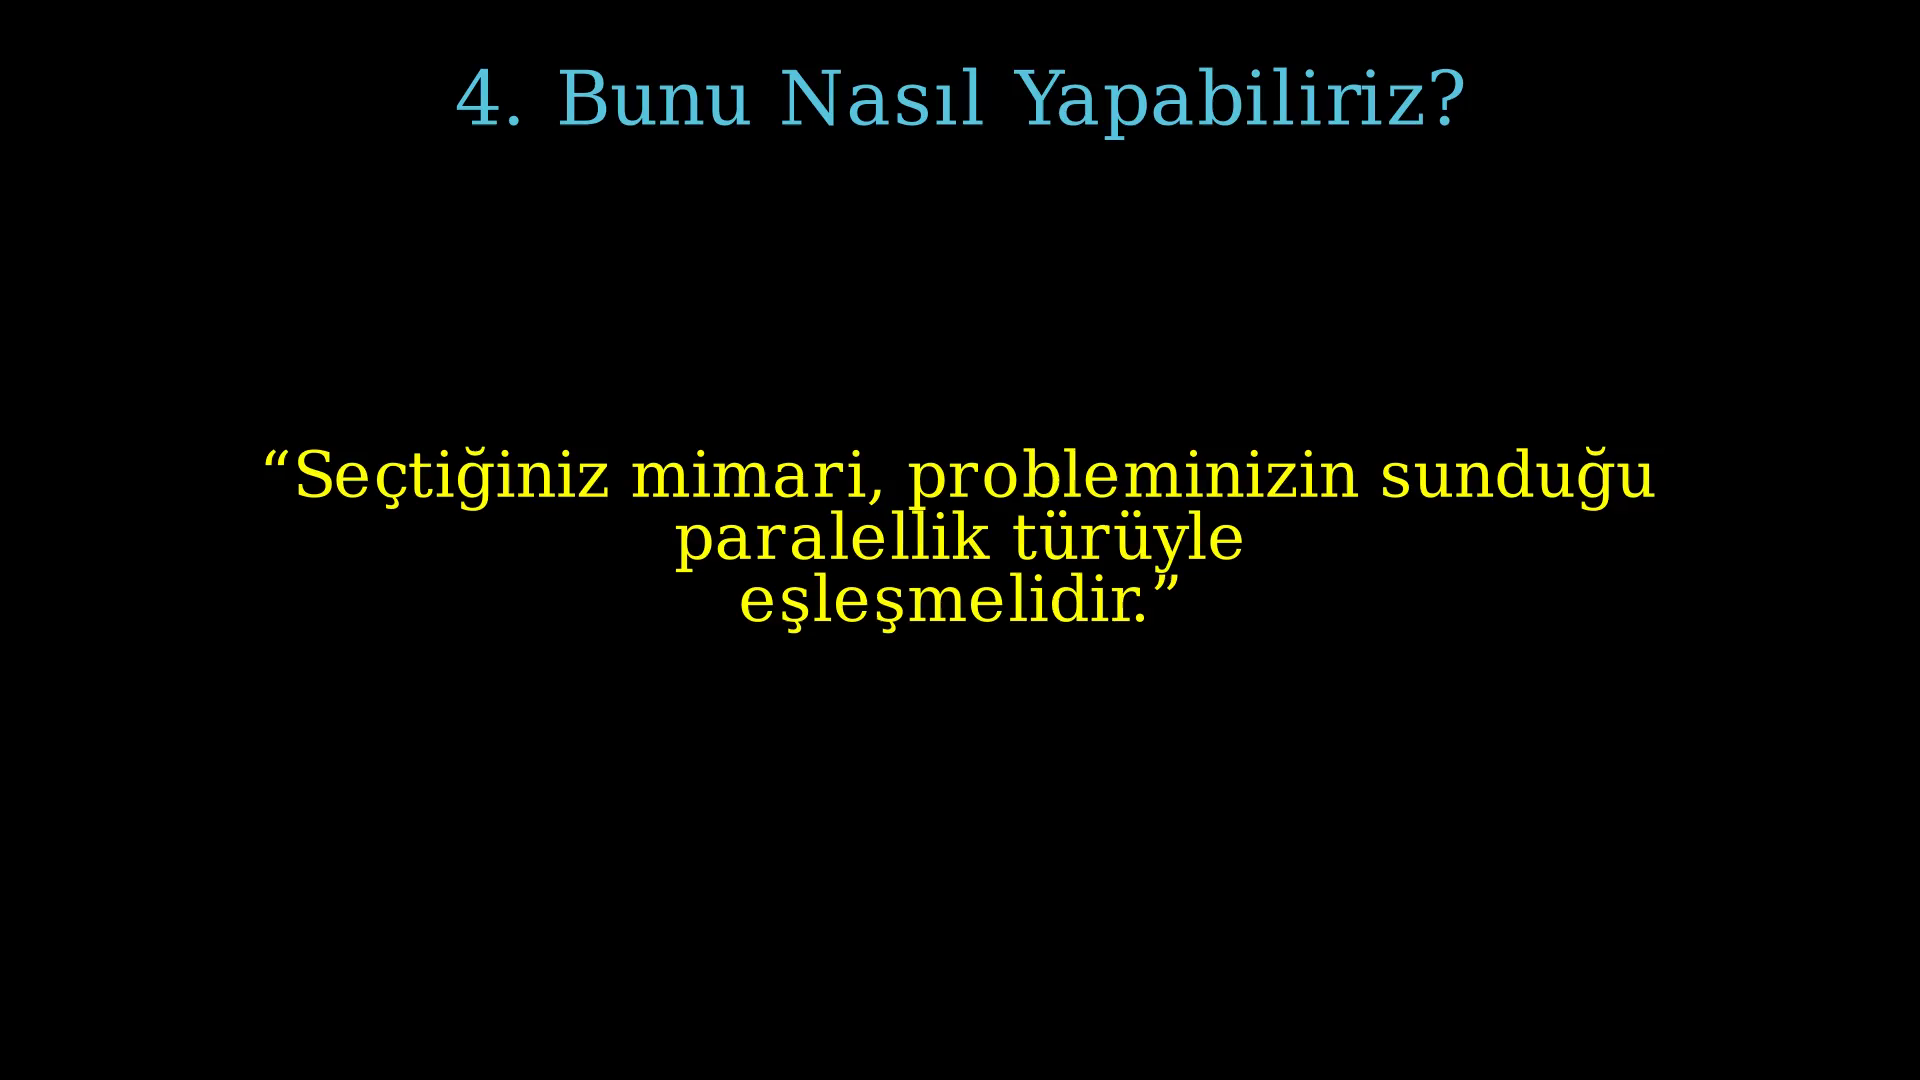 4. Bunu Nasıl Yapabiliriz?
“Seçtiğiniz mimari, probleminizin sunduğu
paralellik türüyle
eşleşmelidir.”